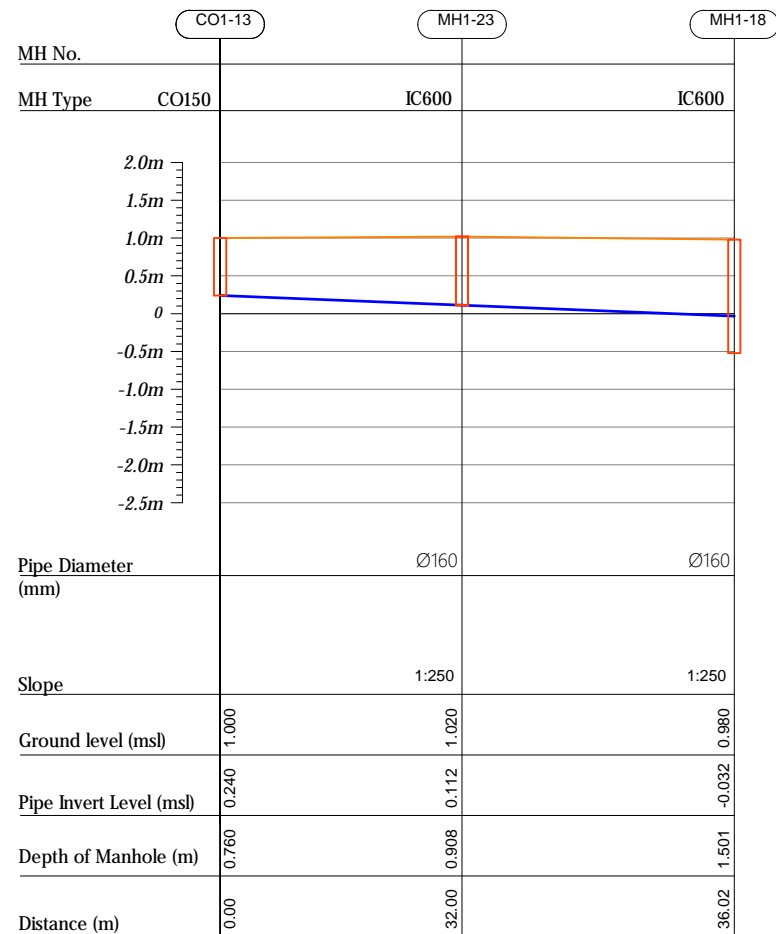 CO1-13 MH1-23 MH1-18
MH No.
MH Type CO150 IC600 IC600
2.0m
1.5m
1.0m
0.5m
0
-0.5m
-1.0m
-1.5m
-2.0m
-2.5m
Pipe Diameter Ø160 Ø160
(mm)
Slope 1:250 1:250
Ground level (msl) 1.000 1.020 0.980
Pipe Invert Level (msl) 0.240 0.112 -0.032
Depth of Manhole (m) 0.760 0.908 1.501
Distance (m) 0.00 32.00 36.02